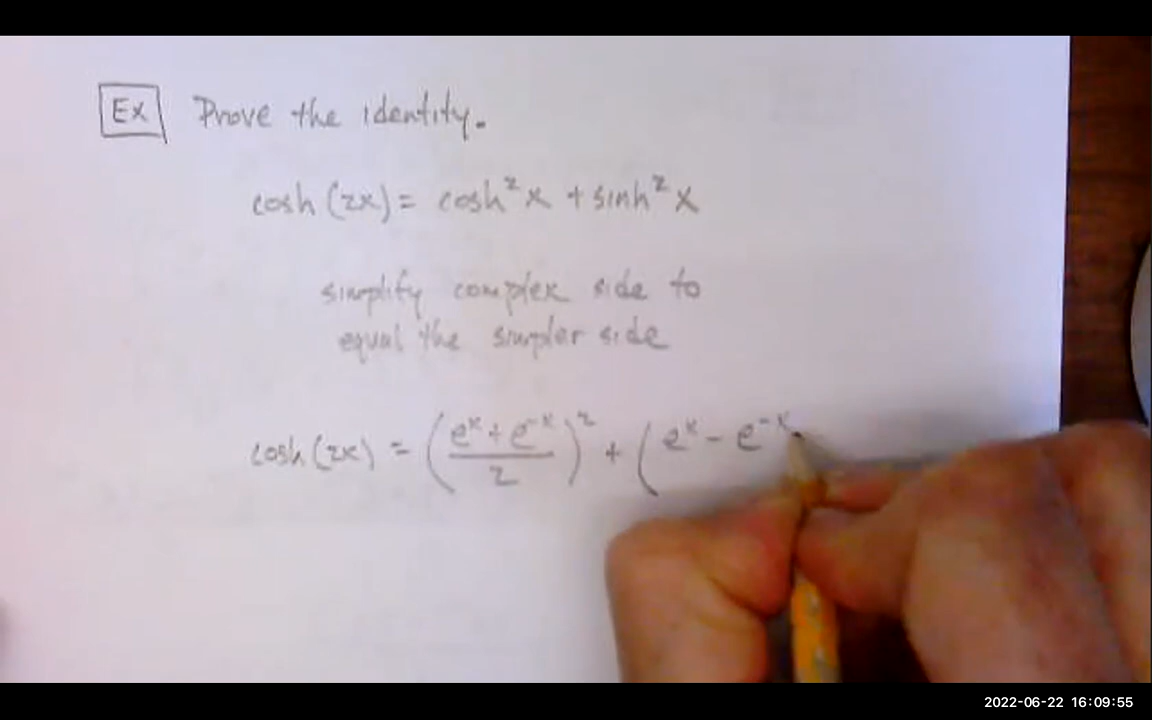 Ex Prove the identity.
cosh (2x) = cosh²x + sinh²x
simplify complex side to
equal the simpler side
cosh (2x) = ((eˣ + e⁻ˣ)/2)² + (eˣ - e⁻ˣ
2022-06-22 16:09:55